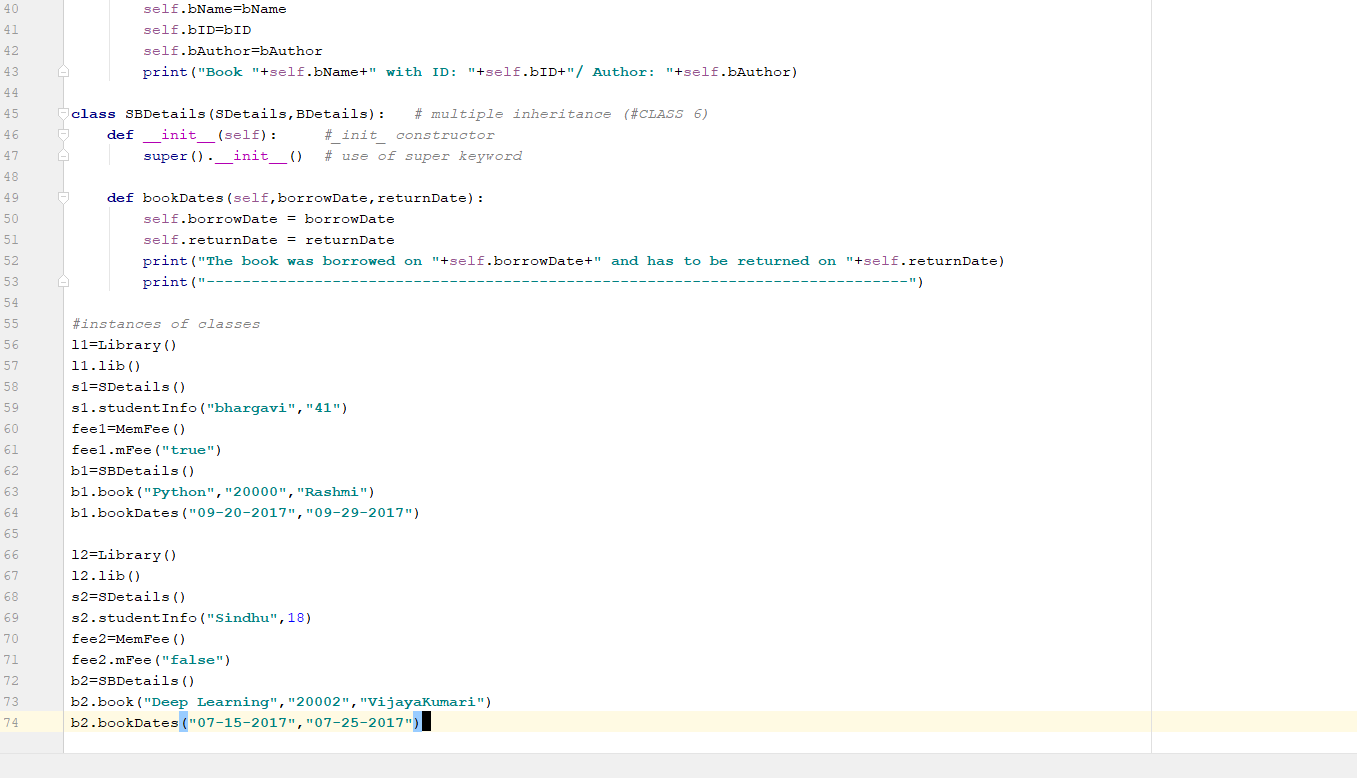 40 self.bName=bName
41 self.bID=bID
42 self.bAuthor=bAuthor
43 print("Book "+self.bName+" with ID: "+self.bID+"/ Author: "+self.bAuthor)
44
45 class SBDetails(SDetails,BDetails): # multiple inheritance (#CLASS 6)
46 def __init__(self): #_init_ constructor
47 super().__init__() # use of super keyword
48
49 def bookDates(self,borrowDate,returnDate):
50 self.borrowDate = borrowDate
51 self.returnDate = returnDate
52 print("The book was borrowed on "+self.borrowDate+" and has to be returned on "+self.returnDate)
53 print("------------------------------------------------------------------------------")
54
55 #instances of classes
56 l1=Library()
57 l1.lib()
58 s1=SDetails()
59 s1.studentInfo("bhargavi","41")
60 fee1=MemFee()
61 fee1.mFee("true")
62 b1=SBDetails()
63 b1.book("Python","20000","Rashmi")
64 b1.bookDates("09-20-2017","09-29-2017")
65
66 l2=Library()
67 l2.lib()
68 s2=SDetails()
69 s2.studentInfo("Sindhu",18)
70 fee2=MemFee()
71 fee2.mFee("false")
72 b2=SBDetails()
73 b2.book("Deep Learning","20002","VijayaKumari")
74 b2.bookDates("07-15-2017","07-25-2017")